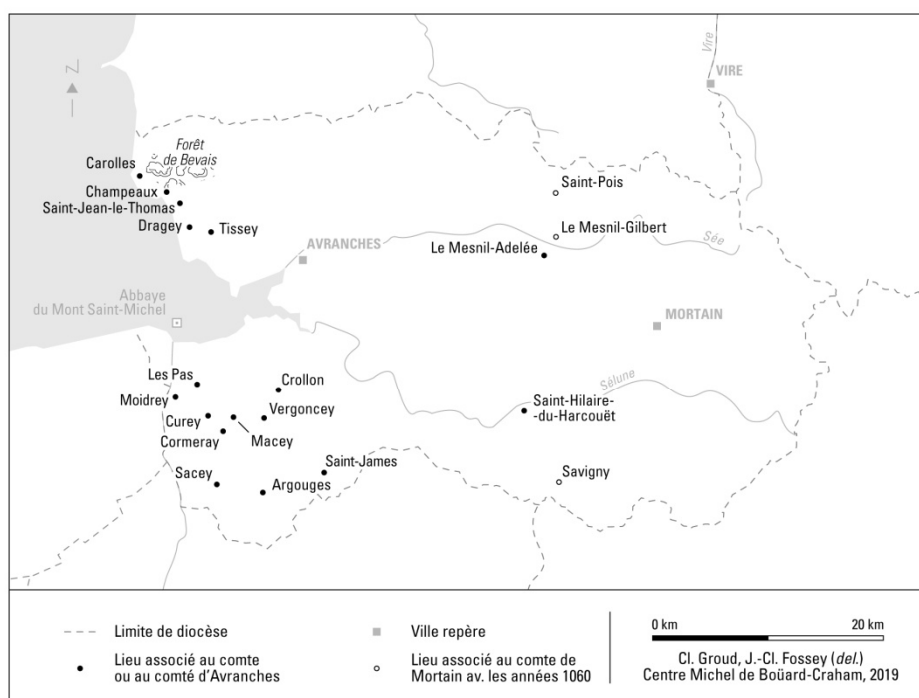 Vire
VIRE
N
Forêt
de Bevais
Carolles
Champeaux
Saint-Jean-le-Thomas
Dragey
Tissey
Saint-Pois
Le Mesnil-Gilbert
Le Mesnil-Adelée
Sée
AVRANCHES
Abbaye
du Mont Saint-Michel
MORTAIN
Les Pas
Crollon
Moidrey
Vergoncey
Curey
Cormeray
Macey
Sélune
Saint-Hilaire-
-du-Harcouët
Saint-James
Sacey
Argouges
Savigny
Limite de diocèse
Lieu associé au comte
ou au comté d'Avranches
Ville repère
Lieu associé au comte de
Mortain av. les années 1060
0 km 20 km
Cl. Groud, J.-Cl. Fossey (del.)
Centre Michel de Boüard-Craham, 2019